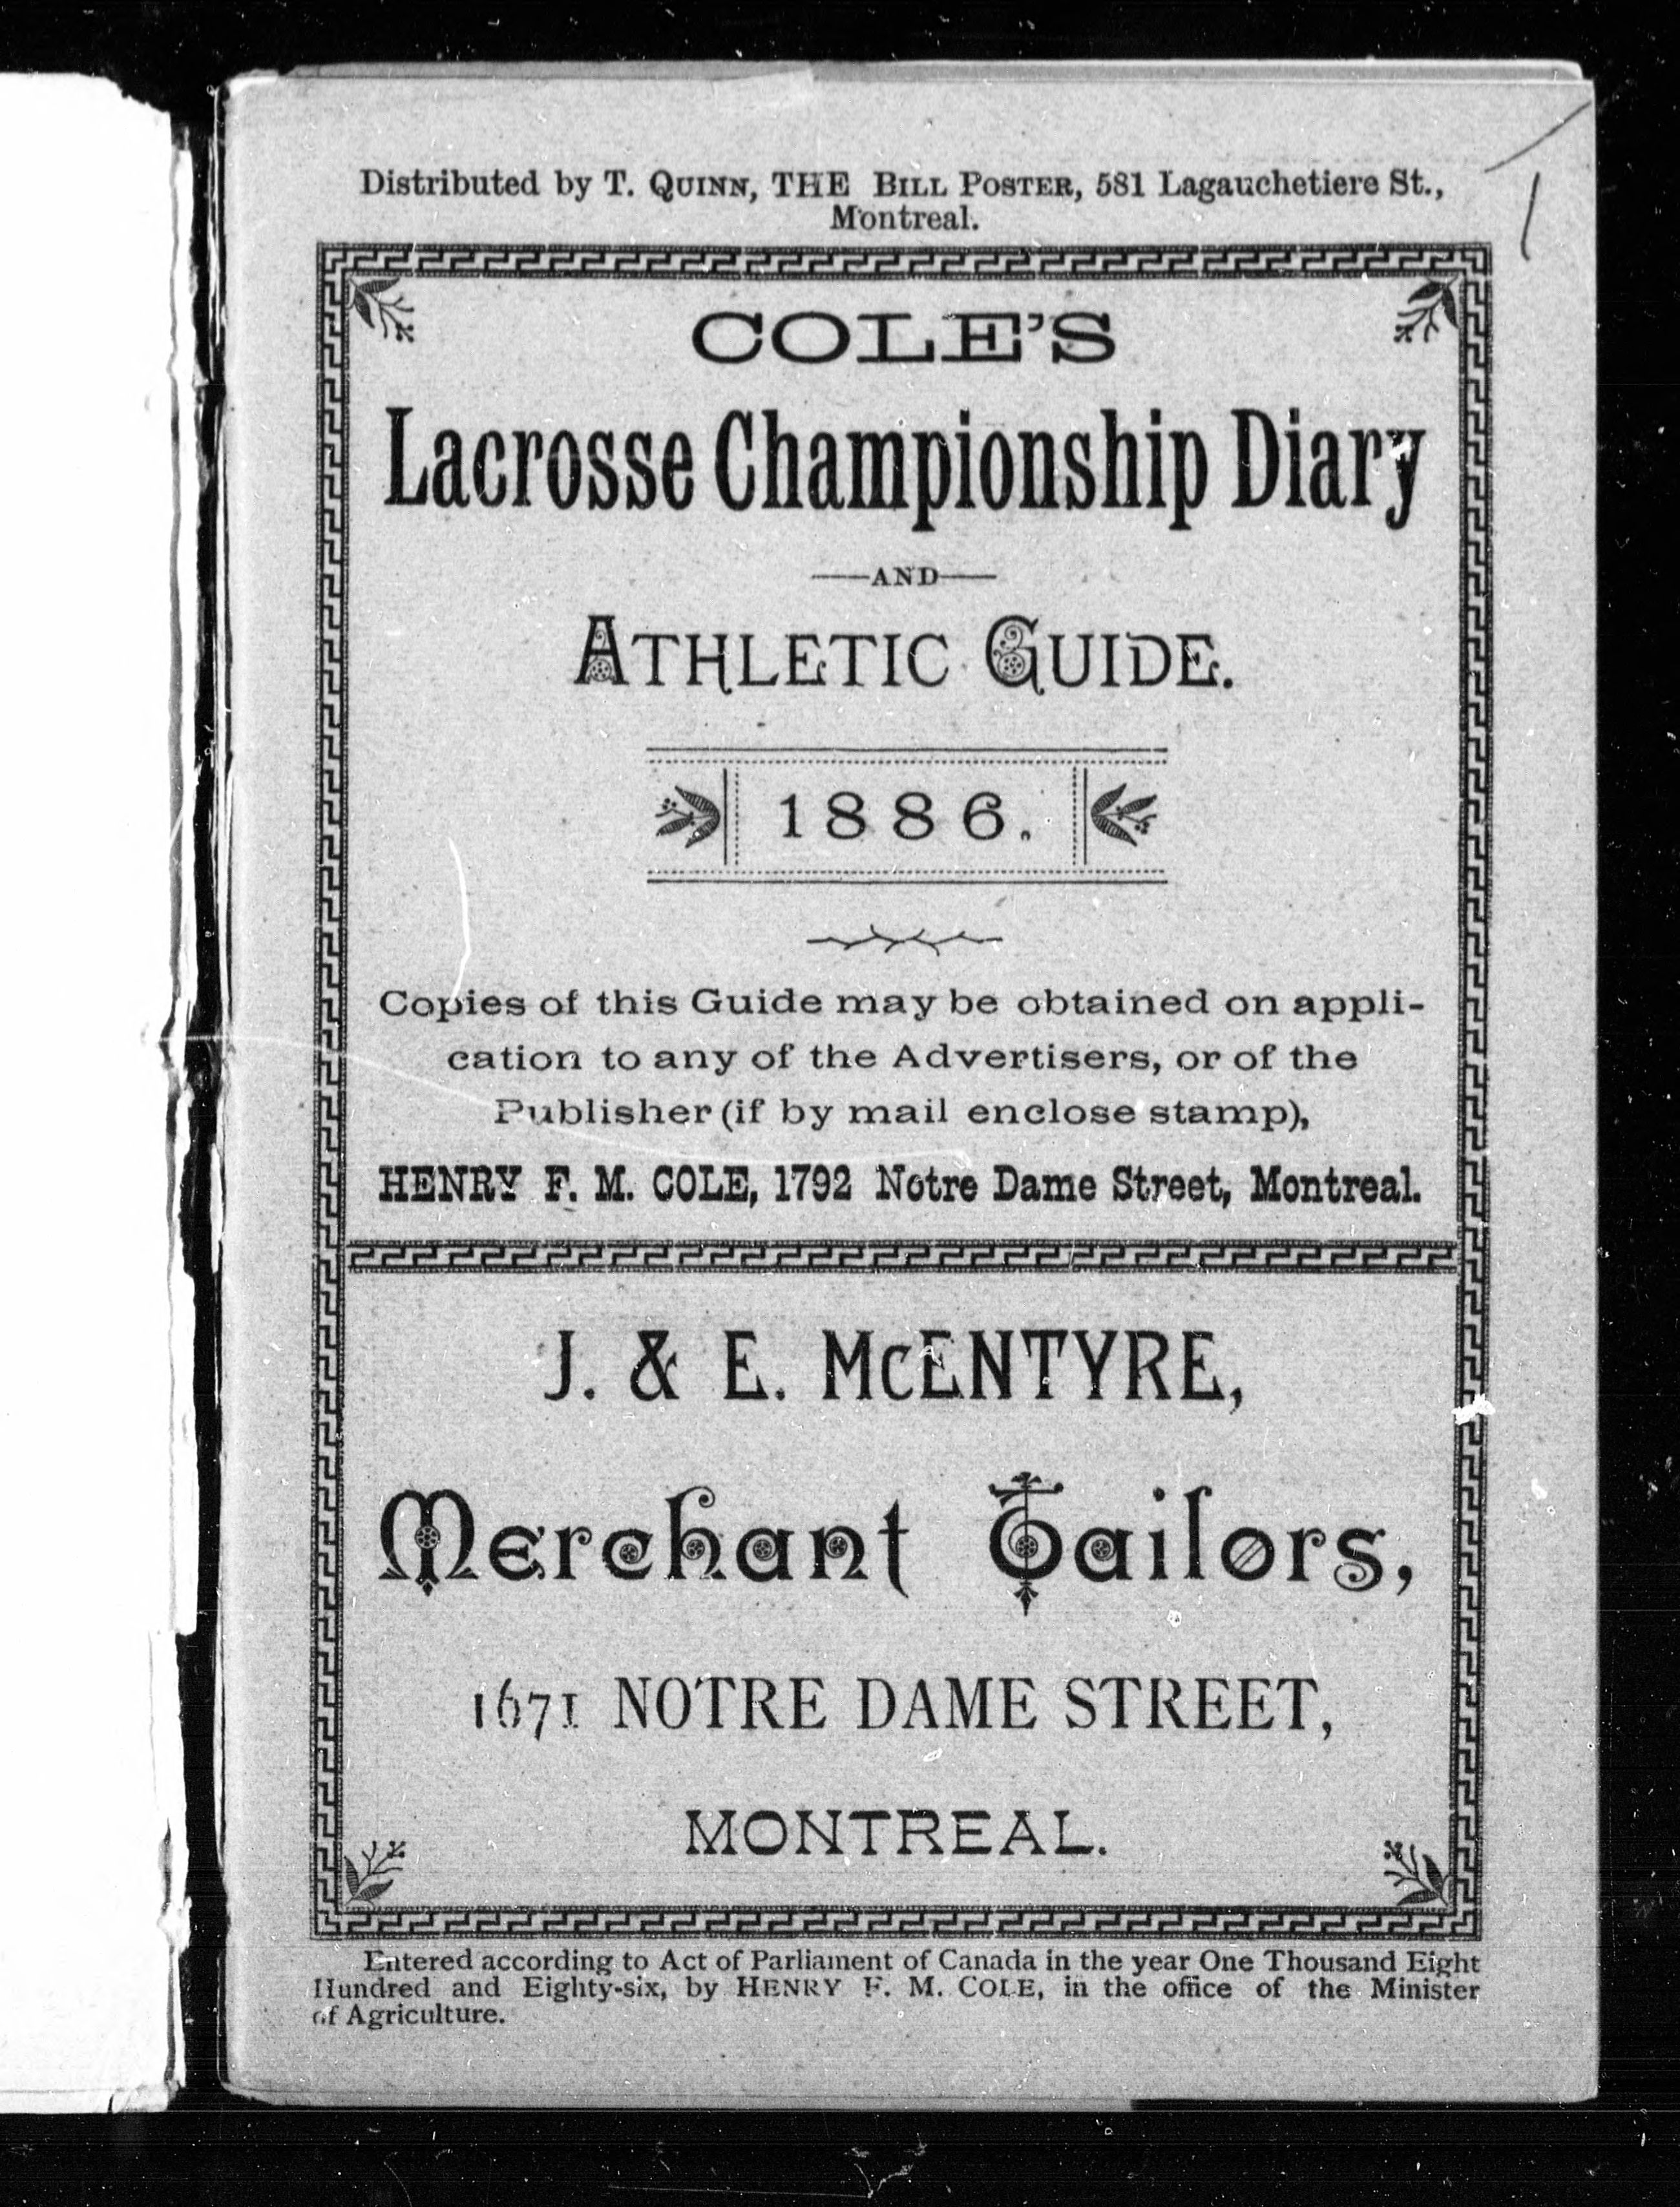 Distributed by T. QUINN, THE BILL POSTER, 581 Lagauchetiere St.,
Montreal.
COLE'S
Lacrosse Championship Diary
AND
ATHLETIC GUIDE.
1886.
Copies of this Guide may be obtained on appli-
cation to any of the Advertisers, or of the
Publisher (if by mail enclose stamp),
HENRY F. M. COLE, 1792 Notre Dame Street, Montreal.
J. & E. McENTYRE,
Merchant Tailors,
1671 NOTRE DAME STREET,
MONTREAL.
Entered according to Act of Parliament of Canada in the year One Thousand Eight
Hundred and Eighty-six, by HENRY F. M. COLE, in the office of the Minister
of Agriculture.